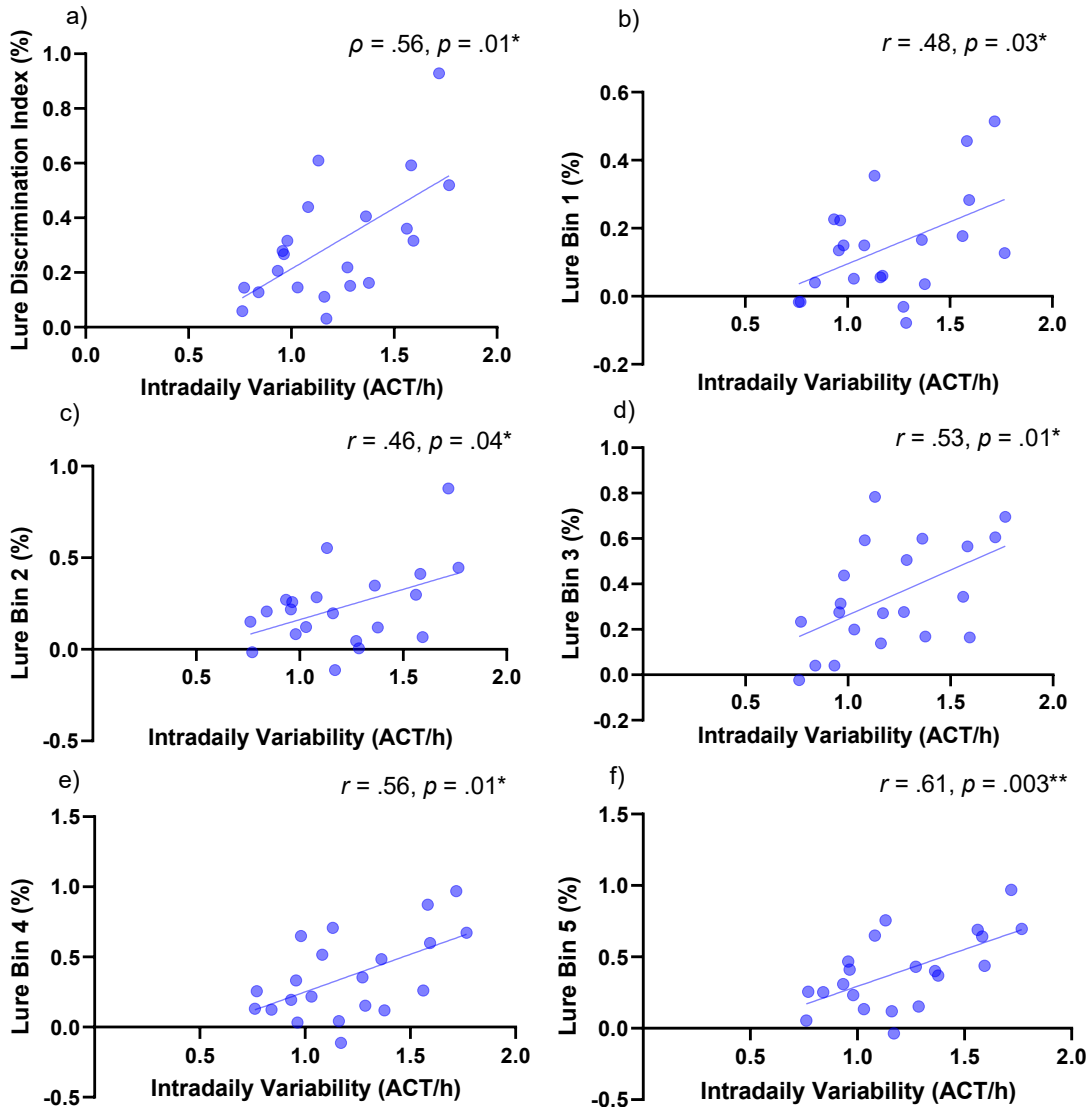 a)
ρ = .56, p = .01*
Lure Discrimination Index (%)
1.0
0.8
0.6
0.4
0.2
0.0
0.0 0.5 1.0 1.5 2.0
Intradaily Variability (ACT/h)
b)
r = .48, p = .03*
Lure Bin 1 (%)
0.6
0.4
0.2
0.0
-0.2
0.5 1.0 1.5 2.0
Intradaily Variability (ACT/h)
c)
r = .46, p = .04*
Lure Bin 2 (%)
1.0
0.5
0.0
-0.5
0.5 1.0 1.5 2.0
Intradaily Variability (ACT/h)
d)
r = .53, p = .01*
Lure Bin 3 (%)
1.0
0.8
0.6
0.4
0.2
0.0
-0.2
0.5 1.0 1.5 2.0
Intradaily Variability (ACT/h)
e)
r = .56, p = .01*
Lure Bin 4 (%)
1.5
1.0
0.5
0.0
-0.5
0.5 1.0 1.5 2.0
Intradaily Variability (ACT/h)
f)
r = .61, p = .003**
Lure Bin 5 (%)
1.5
1.0
0.5
0.0
-0.5
0.5 1.0 1.5 2.0
Intradaily Variability (ACT/h)